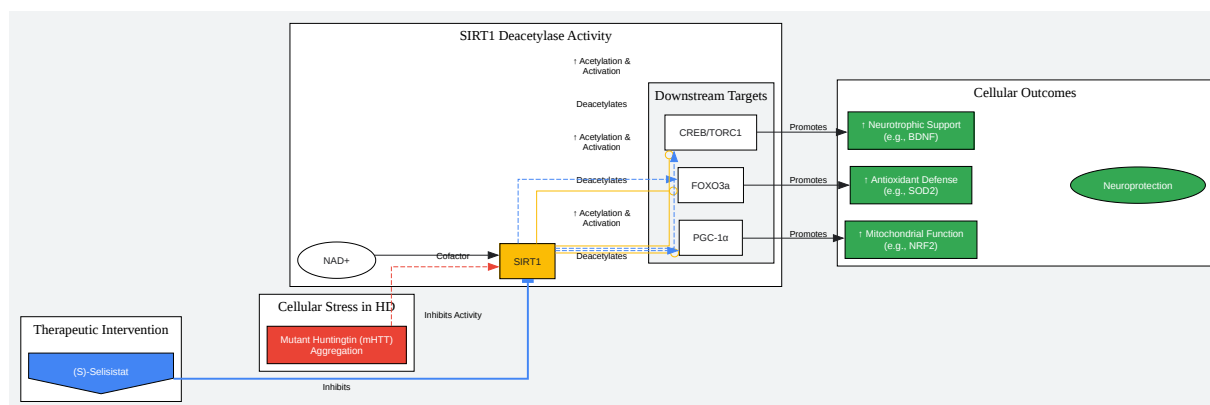 SIRT1 Deacetylase Activity
↑ Acetylation &
Activation
Deacetylates
↑ Acetylation &
Activation
Deacetylates
↑ Acetylation &
Activation
Deacetylates
Downstream Targets
CREB/TORC1
FOXO3a
PGC-1α
Promotes
Promotes
Promotes
Cellular Outcomes
↑ Neurotrophic Support
(e.g., BDNF)
↑ Antioxidant Defense
(e.g., SOD2)
↑ Mitochondrial Function
(e.g., NRF2)
Neuroprotection
NAD+
Cofactor
SIRT1
Cellular Stress in HD
Mutant Huntingtin (mHTT)
Aggregation
Inhibits Activity
Therapeutic Intervention
(S)-Selisistat
Inhibits